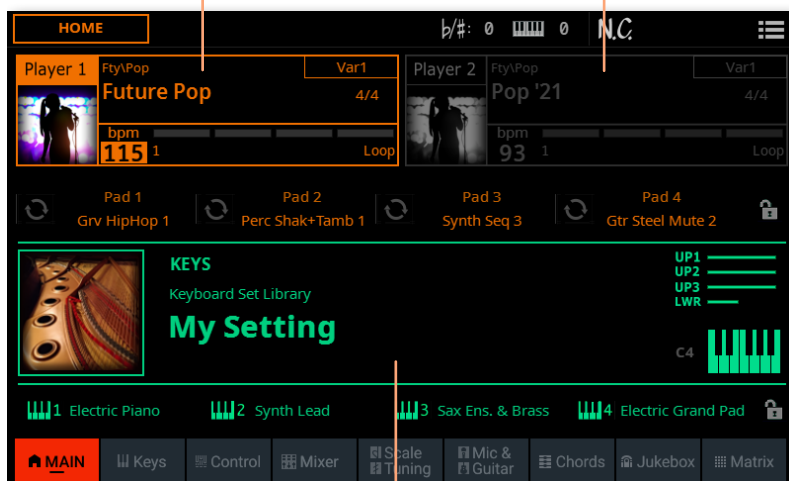 HOME
b/#: 0 0 N.C.
Player 1 Fty\Pop Var1
Future Pop 4/4
bpm
115 1 Loop
Player 2 Fty\Pop Var1
Pop '21 4/4
bpm
93 1 Loop
Pad 1
Grv HipHop 1
Pad 2
Perc Shak+Tamb 1
Pad 3
Synth Seq 3
Pad 4
Gtr Steel Mute 2
KEYS
Keyboard Set Library
My Setting
UP1
UP2
UP3
LWR
C4
1 Electric Piano
2 Synth Lead
3 Sax Ens. & Brass
4 Electric Grand Pad
MAIN
Keys
Control
Mixer
Scale
Tuning
Mic &
Guitar
Chords
Jukebox
Matrix